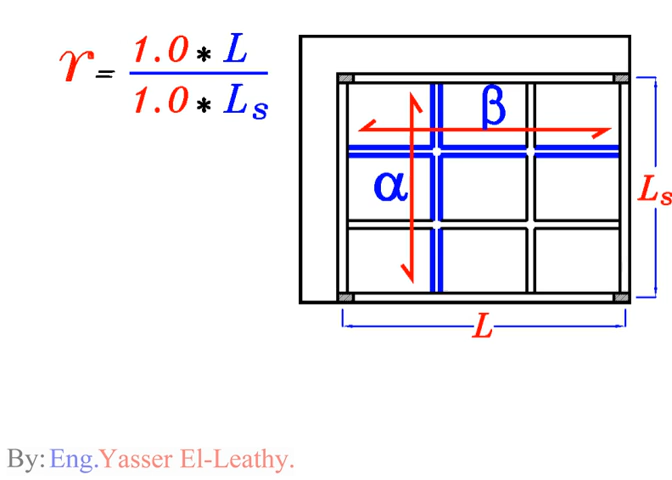 r = 1.0 * L / 1.0 * Ls
β
α
Ls
L
By: Eng. Yasser El-Leathy.